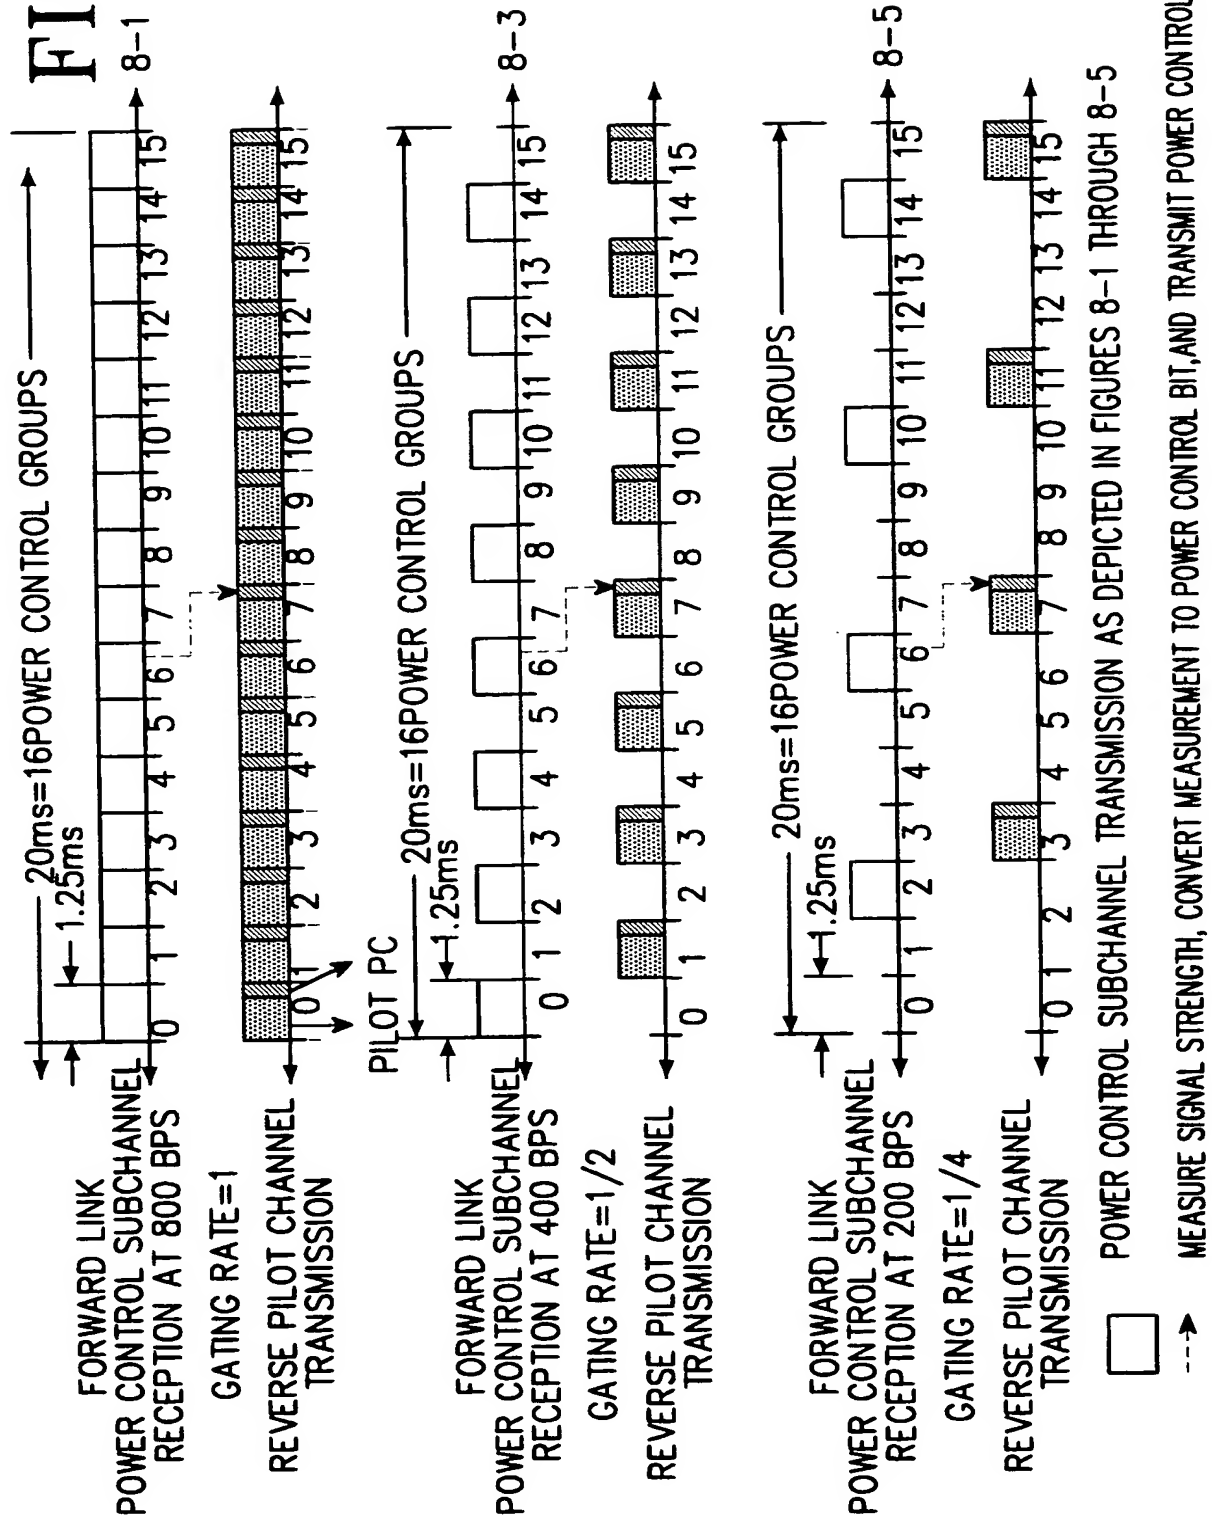 FI
20ms=16POWER CONTROL GROUPS
1.25ms
8-1
FORWARD LINK
POWER CONTROL SUBCHANNEL
RECEPTION AT 800 BPS
0 1 2 3 4 5 6 7 8 9 10 11 12 13 14 15
GATING RATE=1
REVERSE PILOT CHANNEL
TRANSMISSION
0 1 2 3 4 5 6 7 8 9 10 11 12 13 14 15
PILOT PC
20ms=16POWER CONTROL GROUPS
1.25ms
8-3
FORWARD LINK
POWER CONTROL SUBCHANNEL
RECEPTION AT 400 BPS
0 1 2 3 4 5 6 7 8 9 10 11 12 13 14 15
GATING RATE=1/2
REVERSE PILOT CHANNEL
TRANSMISSION
0 1 2 3 4 5 6 7 8 9 10 11 12 13 14 15
20ms=16POWER CONTROL GROUPS
1.25ms
8-5
FORWARD LINK
POWER CONTROL SUBCHANNEL
RECEPTION AT 200 BPS
0 1 2 3 4 5 6 7 8 9 10 11 12 13 14 15
GATING RATE=1/4
REVERSE PILOT CHANNEL
TRANSMISSION
0 1 2 3 4 5 6 7 8 9 10 11 12 13 14 15
POWER CONTROL SUBCHANNEL TRANSMISSION AS DEPICTED IN FIGURES 8-1 THROUGH 8-5
MEASURE SIGNAL STRENGTH, CONVERT MEASUREMENT TO POWER CONTROL BIT,AND TRANSMIT POWER CONTROL